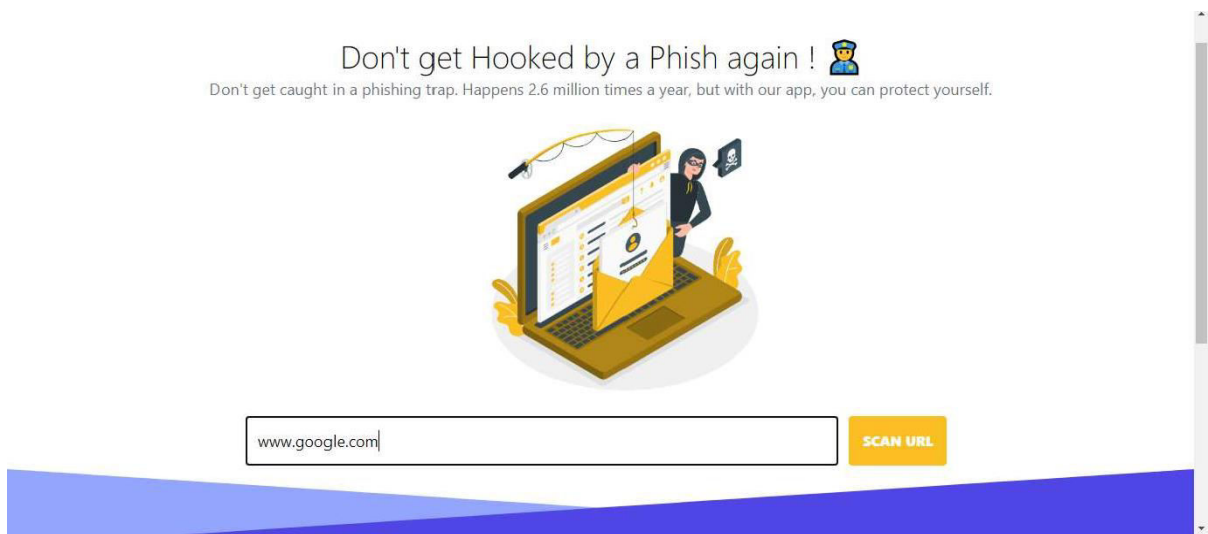 Don't get Hooked by a Phish again ! 👮
Don't get caught in a phishing trap. Happens 2.6 million times a year, but with our app, you can protect yourself.
www.google.com
SCAN URL